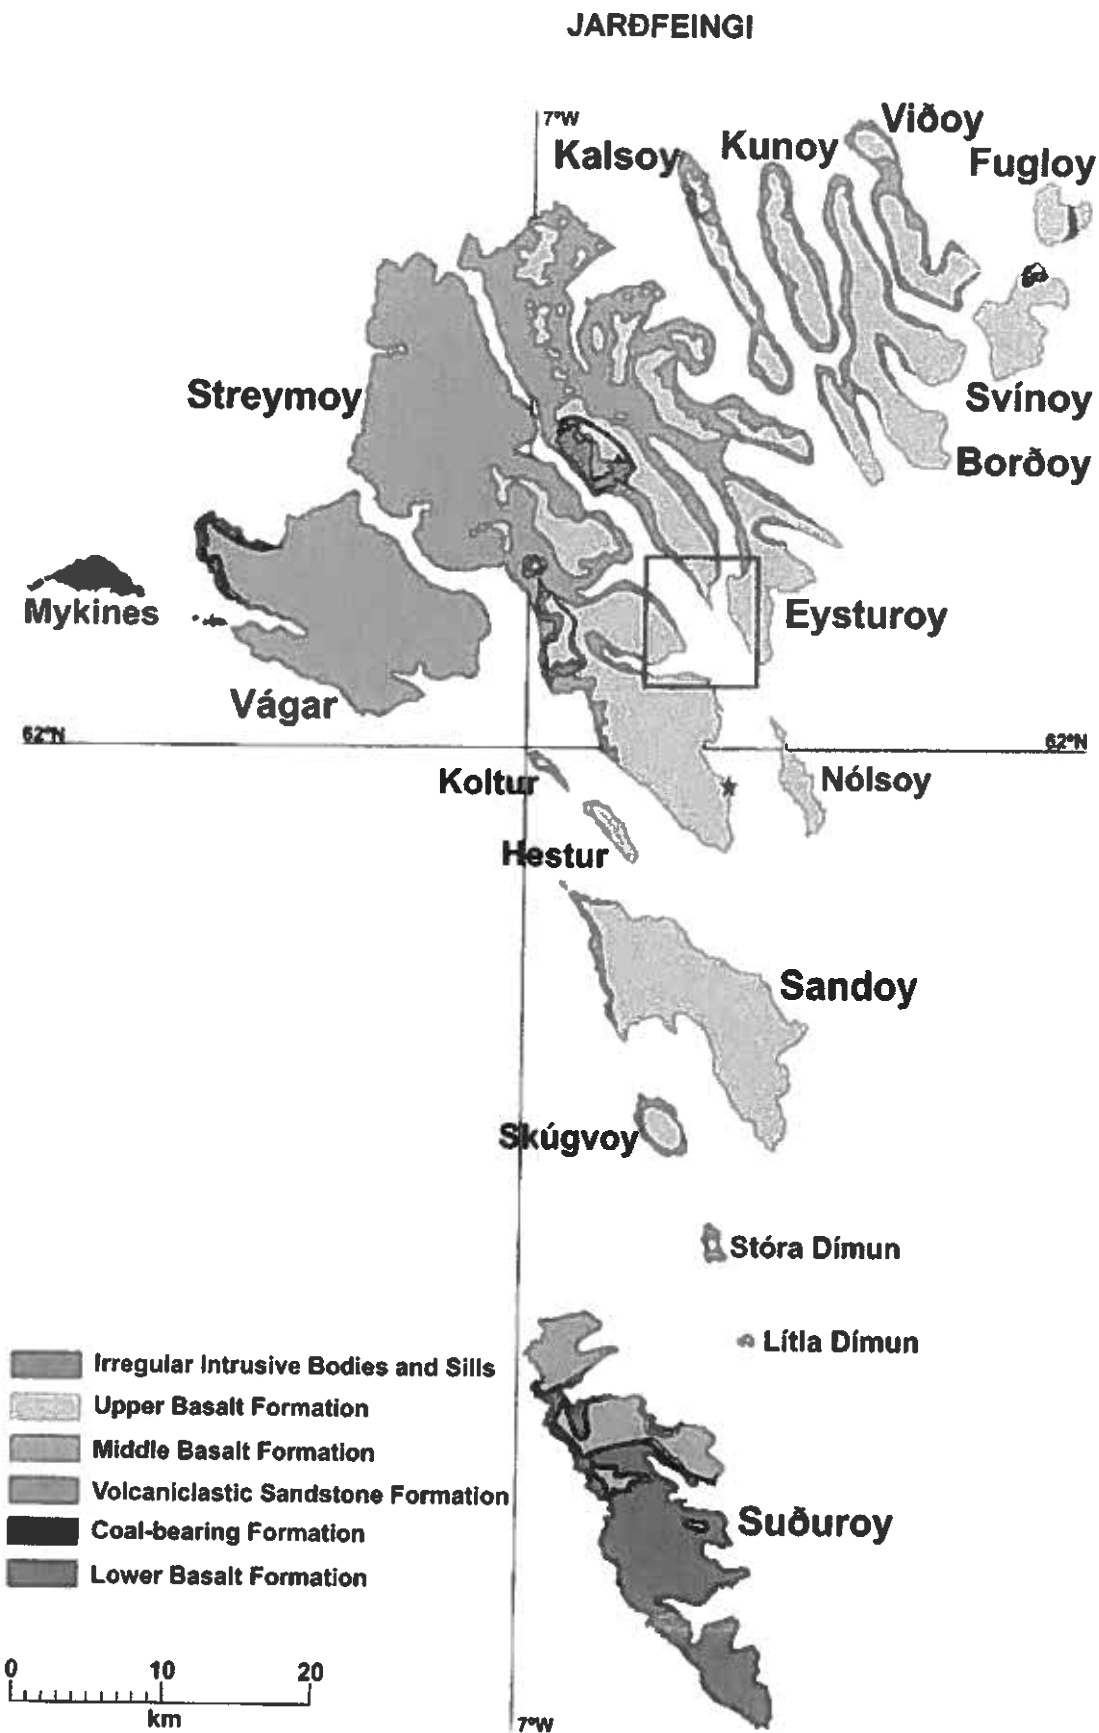 JARÐFEINGI
7°W
Viðoy
Kalsoy
Kunoy
Fugloy
Streymoy
Svínoy
Borðoy
Mykines
Eysturoy
Vágar
62°N
62°N
Koltur
Nólsoy
Hestur
Sandoy
Skúgvoy
Stóra Dímun
Lítla Dímun
Irregular Intrusive Bodies and Sills
Upper Basalt Formation
Middle Basalt Formation
Volcaniclastic Sandstone Formation
Coal-bearing Formation
Lower Basalt Formation
Suðuroy
0 10 20
km
7°W